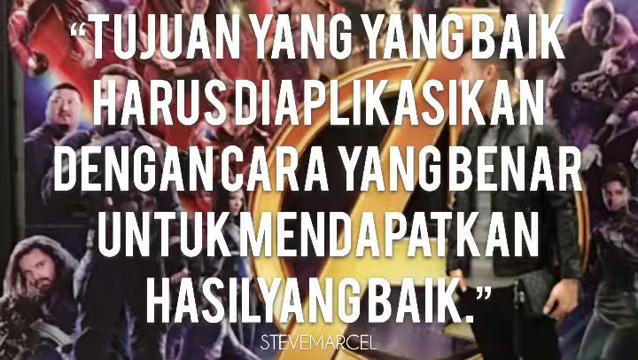 “TUJUAN YANG YANG BAIK
HARUS DIAPLIKASIKAN
DENGAN CARA YANG BENAR
UNTUK MENDAPATKAN
HASILYANG BAIK.”
STEVEMARCEL